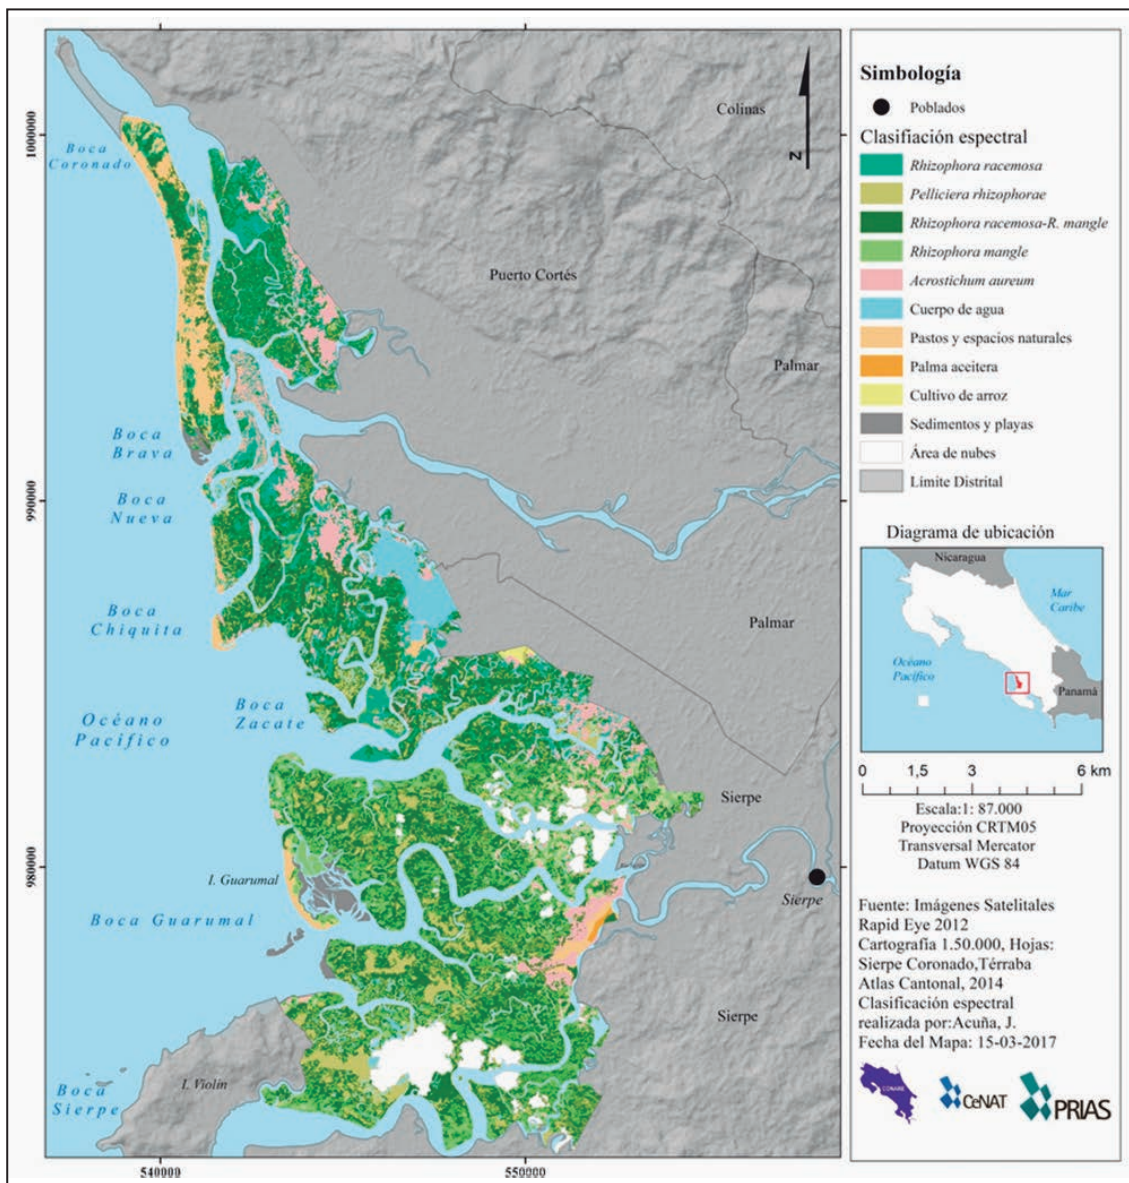 Colinas
Boca
Coronado
Puerto Cortés
Palmar
Boca
Brava
Boca
Nueva
Boca
Chiquita
Palmar
Océano
Pacífico
Boca
Zacate
Sierpe
I. Guarumal
Sierpe
Boca Guarumal
Sierpe
I. Violín
Boca
Sierpe
1000000
990000
980000
540000
550000
N
Simbología
Poblados
Clasifiación espectral
Rhizophora racemosa
Pelliciera rhizophorae
Rhizophora racemosa-R. mangle
Rhizophora mangle
Acrostichum aureum
Cuerpo de agua
Pastos y espacios naturales
Palma aceitera
Cultivo de arroz
Sedimentos y playas
Área de nubes
Límite Distrital
Diagrama de ubicación
Nicaragua
Mar
Caribe
Océano
Pacífico
Panamá
0 1,5 3 6 km
Escala:1: 87.000
Proyección CRTM05
Transversal Mercator
Datum WGS 84
Fuente: Imágenes Satelitales
Rapid Eye 2012
Cartografía 1.50.000, Hojas:
Sierpe Coronado,Térraba
Atlas Cantonal, 2014
Clasificación espectral
realizada por:Acuña, J.
Fecha del Mapa: 15-03-2017
CONARE
CeNAT
PRIAS